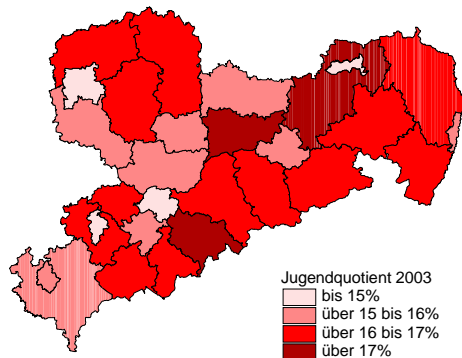 Jugendquotient 2003
bis 15%
über 15 bis 16%
über 16 bis 17%
über 17%